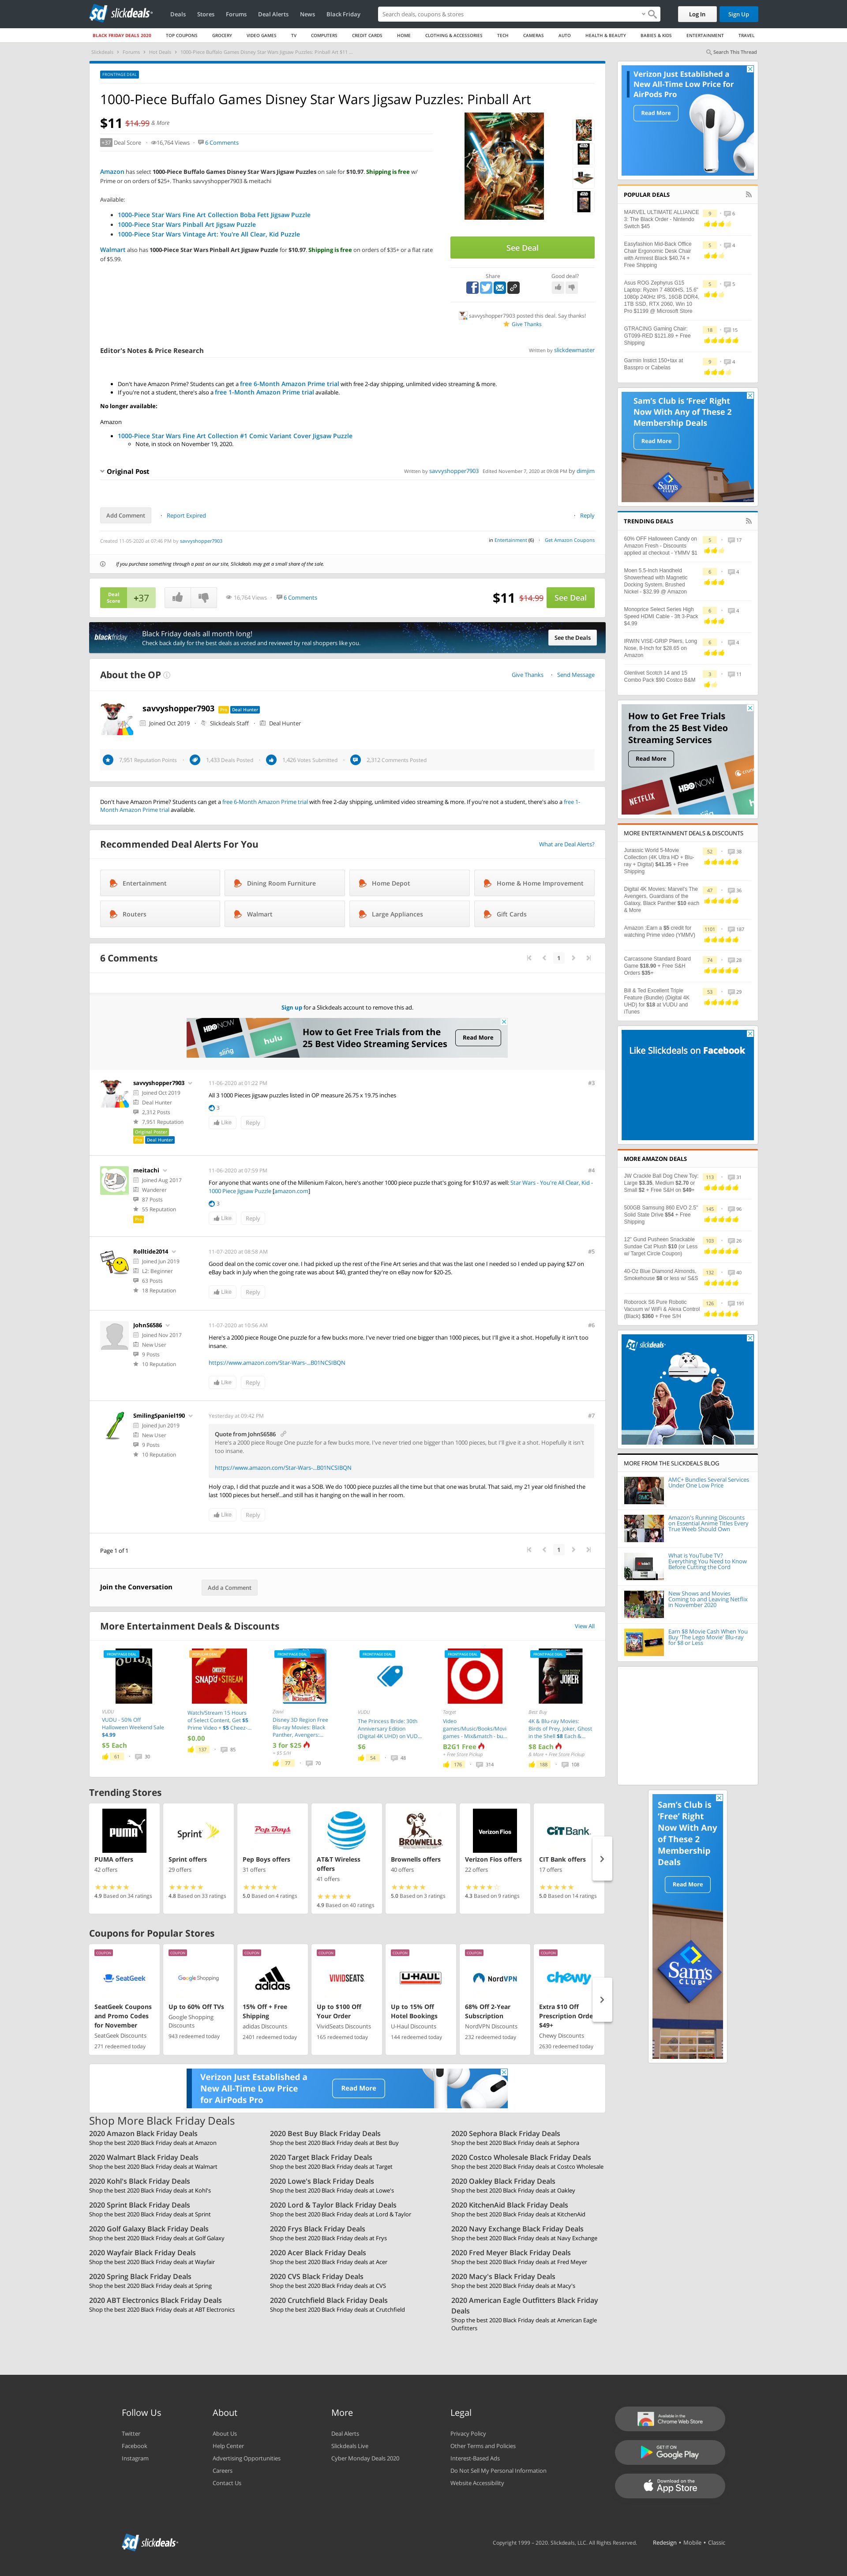 slickdeals
Deals Stores Forums Deal Alerts News Black Friday
Search deals, coupons & stores
Log In Sign Up
BLACK FRIDAY DEALS 2020 TOP COUPONS GROCERY VIDEO GAMES TV COMPUTERS CREDIT CARDS HOME CLOTHING & ACCESSORIES TECH CAMERAS AUTO HEALTH & BEAUTY BABIES & KIDS ENTERTAINMENT TRAVEL
Slickdeals Forums Hot Deals 1000-Piece Buffalo Games Disney Star Wars Jigsaw Puzzles: Pinball Art $11 ...
Search This Thread
FRONTPAGE DEAL
1000-Piece Buffalo Games Disney Star Wars Jigsaw Puzzles: Pinball Art
$11 $14.99 & More
+37 Deal Score 16,764 Views 6 Comments
Amazon has select 1000-Piece Buffalo Games Disney Star Wars Jigsaw Puzzles on sale for $10.97. Shipping is free w/
Prime or on orders of $25+. Thanks savvyshopper7903 & meitachi
Available:
1000-Piece Star Wars Fine Art Collection Boba Fett Jigsaw Puzzle
1000-Piece Star Wars Pinball Art Jigsaw Puzzle
1000-Piece Star Wars Vintage Art: You're All Clear, Kid Puzzle
Walmart also has 1000-Piece Star Wars Pinball Art Jigsaw Puzzle for $10.97. Shipping is free on orders of $35+ or a flat rate
of $5.99.
See Deal
Share Good deal?
savvyshopper7903 posted this deal. Say thanks!
Give Thanks
Editor's Notes & Price Research
Written by slickdewmaster
Don't have Amazon Prime? Students can get a free 6-Month Amazon Prime trial with free 2-day shipping, unlimited video streaming & more.
If you're not a student, there's also a free 1-Month Amazon Prime trial available.
No longer available:
Amazon
1000-Piece Star Wars Fine Art Collection #1 Comic Variant Cover Jigsaw Puzzle
Note, in stock on November 19, 2020.
Original Post
Written by savvyshopper7903 Edited November 7, 2020 at 09:08 PM by dimjim
Add Comment Report Expired Reply
Created 11-05-2020 at 07:46 PM by savvyshopper7903
in Entertainment (6) Get Amazon Coupons
If you purchase something through a post on our site, Slickdeals may get a small share of the sale.
Deal Score +37 16,764 Views 6 Comments $11 $14.99 See Deal
blackfriday
Black Friday deals all month long!
Check back daily for the best deals as voted and reviewed by real shoppers like you.
See the Deals
About the OP
Give Thanks Send Message
savvyshopper7903 Pro Deal Hunter
Joined Oct 2019 Slickdeals Staff Deal Hunter
7,951 Reputation Points 1,433 Deals Posted 1,426 Votes Submitted 2,312 Comments Posted
Don't have Amazon Prime? Students can get a free 6-Month Amazon Prime trial with free 2-day shipping, unlimited video streaming & more. If you're not a student, there's also a free 1-
Month Amazon Prime trial available.
Recommended Deal Alerts For You
What are Deal Alerts?
Entertainment Dining Room Furniture Home Depot Home & Home Improvement
Routers Walmart Large Appliances Gift Cards
6 Comments
1
Sign up for a Slickdeals account to remove this ad.
HBO NOW sling hulu
How to Get Free Trials from the
25 Best Video Streaming Services
Read More
savvyshopper7903
Joined Oct 2019
Deal Hunter
2,312 Posts
7,951 Reputation
Original Poster
Pro Deal Hunter
11-06-2020 at 01:22 PM #3
All 3 1000 Pieces jigsaw puzzles listed in OP measure 26.75 x 19.75 inches
3
Like Reply
meitachi
Joined Aug 2017
Wanderer
87 Posts
55 Reputation
Pro
11-06-2020 at 07:59 PM #4
For anyone that wants one of the Millenium Falcon, here's another 1000 piece puzzle that's going for $10.97 as well: Star Wars - You're All Clear, Kid -
1000 Piece Jigsaw Puzzle [amazon.com]
3
Like Reply
Rolltide2014
Joined Jun 2019
L2: Beginner
63 Posts
18 Reputation
11-07-2020 at 08:58 AM #5
Good deal on the comic cover one. I had picked up the rest of the Fine Art series and that was the last one I needed so I ended up paying $27 on
eBay back in July when the going rate was about $40, granted they're on eBay now for $20-25.
Like Reply
JohnS6586
Joined Nov 2017
New User
9 Posts
10 Reputation
11-07-2020 at 10:56 AM #6
Here's a 2000 piece Rouge One puzzle for a few bucks more. I've never tried one bigger than 1000 pieces, but I'll give it a shot. Hopefully it isn't too
insane.
https://www.amazon.com/Star-Wars-...B01NCSIBQN
Like Reply
SmilingSpaniel190
Joined Jun 2019
New User
9 Posts
10 Reputation
Yesterday at 09:42 PM #7
Quote from JohnS6586
Here's a 2000 piece Rouge One puzzle for a few bucks more. I've never tried one bigger than 1000 pieces, but I'll give it a shot. Hopefully it isn't
too insane.
https://www.amazon.com/Star-Wars-...B01NCSIBQN
Holy crap, I did that puzzle and it was a SOB. We do 1000 piece puzzles all the time but that one was brutal. That said, my 21 year old finished the
last 1000 pieces but herself...and still has it hanging on the wall in her room.
Like Reply
Page 1 of 1
1
Join the Conversation Add a Comment
More Entertainment Deals & Discounts
View All
VUDU
VUDU - 50% Off
Halloween Weekend Sale
$4.99
$5 Each
61 30
Watch/Stream 15 Hours
of Select Content, Get $5
Prime Video + $5 Cheez-...
$0.00
137 85
Zavvi
Disney 3D Region Free
Blu-ray Movies: Black
Panther, Avengers:...
3 for $25
+ $5 S/H
77 70
VUDU
The Princess Bride: 30th
Anniversary Edition
(Digital 4K UHD) on VUD...
$6
54 48
Target
Video
games/Music/Books/Movi
games - Mix&match - bu...
B2G1 Free
+ Free Store Pickup
176 314
Best Buy
4K & Blu-ray Movies:
Birds of Prey, Joker, Ghost
in the Shell $8 Each &...
$8 Each
& More + Free Store Pickup
188 108
Trending Stores
PUMA offers
42 offers
4.9 Based on 34 ratings
Sprint offers
29 offers
4.8 Based on 33 ratings
Pep Boys offers
31 offers
5.0 Based on 4 ratings
AT&T Wireless
offers
41 offers
4.9 Based on 40 ratings
Brownells offers
40 offers
5.0 Based on 3 ratings
Verizon Fios offers
22 offers
4.3 Based on 9 ratings
CIT Bank offers
17 offers
5.0 Based on 14 ratings
Coupons for Popular Stores
COUPON
SeatGeek Coupons
and Promo Codes
for November
SeatGeek Discounts
271 redeemed today
COUPON
Up to 60% Off TVs
Google Shopping
Discounts
943 redeemed today
COUPON
15% Off + Free
Shipping
adidas Discounts
2401 redeemed today
COUPON
Up to $100 Off
Your Order
VividSeats Discounts
165 redeemed today
COUPON
Up to 15% Off
Hotel Bookings
U-Haul Discounts
144 redeemed today
COUPON
68% Off 2-Year
Subscription
NordVPN Discounts
232 redeemed today
COUPON
Extra $10 Off
Prescription Orde
$49+
Chewy Discounts
2630 redeemed today
Verizon Just Established a
New All-Time Low Price
for AirPods Pro
Read More
Shop More Black Friday Deals
2020 Amazon Black Friday Deals
Shop the best 2020 Black Friday deals at Amazon
2020 Walmart Black Friday Deals
Shop the best 2020 Black Friday deals at Walmart
2020 Kohl's Black Friday Deals
Shop the best 2020 Black Friday deals at Kohl's
2020 Sprint Black Friday Deals
Shop the best 2020 Black Friday deals at Sprint
2020 Golf Galaxy Black Friday Deals
Shop the best 2020 Black Friday deals at Golf Galaxy
2020 Wayfair Black Friday Deals
Shop the best 2020 Black Friday deals at Wayfair
2020 Spring Black Friday Deals
Shop the best 2020 Black Friday deals at Spring
2020 ABT Electronics Black Friday Deals
Shop the best 2020 Black Friday deals at ABT Electronics
2020 Best Buy Black Friday Deals
Shop the best 2020 Black Friday deals at Best Buy
2020 Target Black Friday Deals
Shop the best 2020 Black Friday deals at Target
2020 Lowe's Black Friday Deals
Shop the best 2020 Black Friday deals at Lowe's
2020 Lord & Taylor Black Friday Deals
Shop the best 2020 Black Friday deals at Lord & Taylor
2020 Frys Black Friday Deals
Shop the best 2020 Black Friday deals at Frys
2020 Acer Black Friday Deals
Shop the best 2020 Black Friday deals at Acer
2020 CVS Black Friday Deals
Shop the best 2020 Black Friday deals at CVS
2020 Crutchfield Black Friday Deals
Shop the best 2020 Black Friday deals at Crutchfield
2020 Sephora Black Friday Deals
Shop the best 2020 Black Friday deals at Sephora
2020 Costco Wholesale Black Friday Deals
Shop the best 2020 Black Friday deals at Costco Wholesale
2020 Oakley Black Friday Deals
Shop the best 2020 Black Friday deals at Oakley
2020 KitchenAid Black Friday Deals
Shop the best 2020 Black Friday deals at KitchenAid
2020 Navy Exchange Black Friday Deals
Shop the best 2020 Black Friday deals at Navy Exchange
2020 Fred Meyer Black Friday Deals
Shop the best 2020 Black Friday deals at Fred Meyer
2020 Macy's Black Friday Deals
Shop the best 2020 Black Friday deals at Macy's
2020 American Eagle Outfitters Black Friday
Deals
Shop the best 2020 Black Friday deals at American Eagle
Outfitters
Verizon Just Established a
New All-Time Low Price for
AirPods Pro
Read More
POPULAR DEALS
MARVEL ULTIMATE ALLIANCE
3: The Black Order - Nintendo
Switch $45
9 6
Easyfashion Mid-Back Office
Chair Ergonomic Desk Chair
with Armrest Black $40.74 +
Free Shipping
5 4
Asus ROG Zephyrus G15
Laptop: Ryzen 7 4800HS, 15.6"
1080p 240Hz IPS, 16GB DDR4,
1TB SSD, RTX 2060, Win 10
Pro $1199 @ Microsoft Store
5 5
GTRACING Gaming Chair:
GT099-RED $121.89 + Free
Shipping
18 15
Garmin Instict 150+tax at
Basspro or Cabelas
9 4
Sam's Club is 'Free' Right
Now With Any of These 2
Membership Deals
Read More
TRENDING DEALS
60% OFF Halloween Candy on
Amazon Fresh - Discounts
applied at checkout - YMMV $1
5 17
Moen 5.5-Inch Handheld
Showerhead with Magnetic
Docking System, Brushed
Nickel - $32.99 @ Amazon
6 4
Monoprice Select Series High
Speed HDMI Cable - 3ft 3-Pack
$4.99
6 4
IRWIN VISE-GRIP Pliers, Long
Nose, 8-Inch for $28.65 on
Amazon
6 4
Glenlivet Scotch 14 and 15
Combo Pack $80 Costco B&M
3 11
How to Get Free Trials
from the 25 Best Video
Streaming Services
Read More
NETFLIX HBO NOW
MORE ENTERTAINMENT DEALS & DISCOUNTS
Jurassic World 5-Movie
Collection (4K Ultra HD + Blu-
ray + Digital) $41.35 + Free
Shipping
52 38
Digital 4K Movies: Marvel's The
Avengers, Guardians of the
Galaxy, Black Panther $10 each
& More
47 36
Amazon: Earn a $5 credit for
watching Prime video (YMMV)
1101 187
Carcassone Standard Board
Game $18.90 + Free S&H
Orders $35+
74 28
Bill & Ted Excellent Triple
Feature (Bundle) (Digital 4K
UHD) for $18 at VUDU and
iTunes
53 29
Like Slickdeals on Facebook
MORE AMAZON DEALS
JW Crackle Ball Dog Chew Toy:
Large $3.35, Medium $2.70 or
Small $2 + Free S&H on $49+
113 31
500GB Samsung 860 EVO 2.5"
Solid State Drive $54 + Free
Shipping
145 96
12" Gund Pusheen Snackable
Sundae Cat Plush $10 (or Less
w/ Target Circle Coupon)
103 26
40-Oz Blue Diamond Almonds,
Smokehouse $8 or less w/ S&S
132 40
Roborock S6 Pure Robotic
Vacuum w/ WiFi & Alexa Control
(Black) $360 + Free S/H
126 191
slickdeals
MORE FROM THE SLICKDEALS BLOG
AMC+ Bundles Several Services
Under One Low Price
Amazon's Running Discounts
on Essential Anime Titles Every
True Weeb Should Own
What is YouTube TV?
Everything You Need to Know
Before Cutting the Cord
New Shows and Movies
Coming to and Leaving Netflix
in November 2020
Earn $8 Movie Cash When You
Buy 'The Lego Movie' Blu-ray
for $8 or Less
Sam's Club is
'Free' Right
Now With Any
of These 2
Membership
Deals
Read More
Sam's CLUB
Follow Us
Twitter
Facebook
Instagram
About
About Us
Help Center
Advertising Opportunities
Careers
Contact Us
More
Deal Alerts
Slickdeals Live
Cyber Monday Deals 2020
Legal
Privacy Policy
Other Terms and Policies
Interest-Based Ads
Do Not Sell My Personal Information
Website Accessibility
Available in the
Chrome Web Store
GET IT ON
Google Play
Download on the
App Store
slickdeals
Copyright 1999 - 2020. Slickdeals, LLC. All Rights Reserved. Redesign • Mobile • Classic